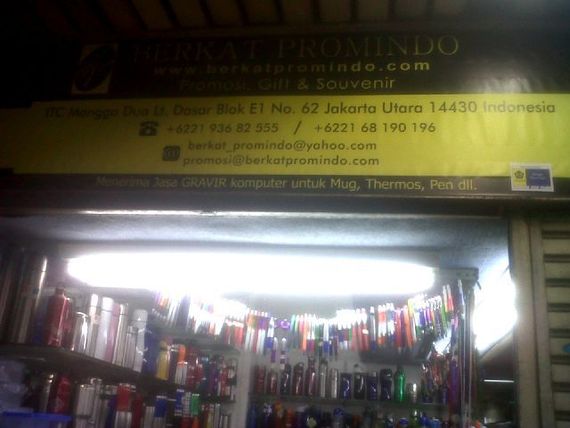 BERKAT PROMINDO
www.berkatpromindo.com
Promosi, Gift & Souvenir
ITC Mangga Dua Lt. Dasar Blok E1 No. 62 Jakarta Utara 14430 Indonesia
+6221 936 82 555 / +6221 68 190 196
berkat_promindo@yahoo.com
promosi@berkatpromindo.com
Menerima Jasa GRAVIR komputer untuk Mug, Thermos, Pen dll.